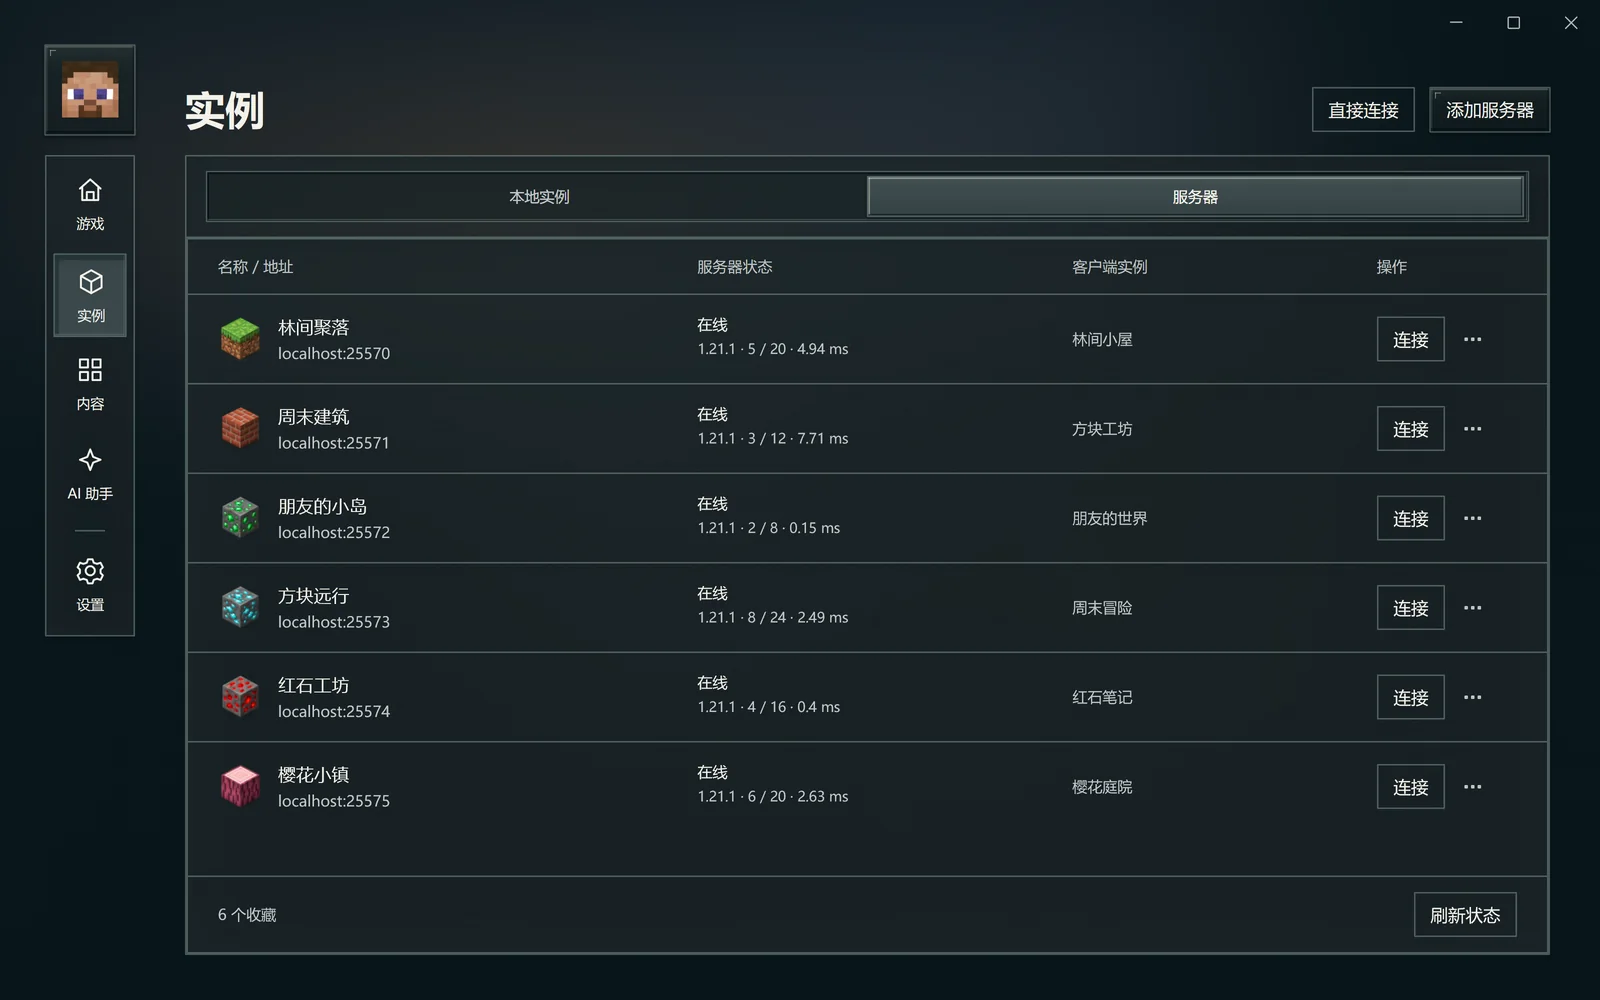 实例
直接连接
添加服务器
游戏
实例
内容
AI 助手
设置
本地实例
服务器
名称 / 地址
服务器状态
客户端实例
操作
林间聚落
localhost:25570
在线
1.21.1 · 5 / 20 · 4.94 ms
林间小屋
连接
周末建筑
localhost:25571
在线
1.21.1 · 3 / 12 · 7.71 ms
方块工坊
连接
朋友的小岛
localhost:25572
在线
1.21.1 · 2 / 8 · 0.15 ms
朋友的世界
连接
方块远行
localhost:25573
在线
1.21.1 · 8 / 24 · 2.49 ms
周末冒险
连接
红石工坊
localhost:25574
在线
1.21.1 · 4 / 16 · 0.4 ms
红石笔记
连接
樱花小镇
localhost:25575
在线
1.21.1 · 6 / 20 · 2.63 ms
樱花庭院
连接
6 个收藏
刷新状态